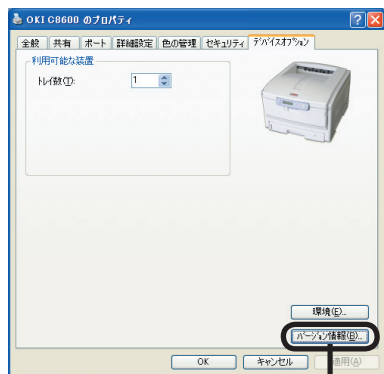 OKI C8600 のプロパティ
全般 共有 ポート 詳細設定 色の管理 セキュリティ デバイスオプション
利用可能な装置
トレイ数(T): 1
環境(E)...
バージョン情報(B)...
OK キャンセル 適用(A)